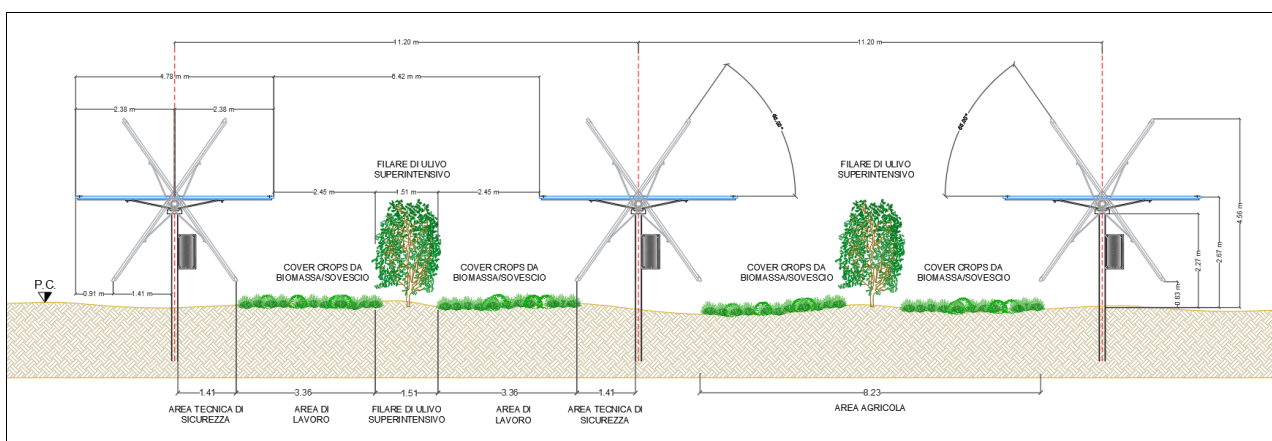 11.20 m
11.20 m
4.78 m m
6.42 m m
2.38 m
2.38 m
60.00°
60.00°
FILARE DI ULIVO
SUPERINTENSIVO
FILARE DI ULIVO
SUPERINTENSIVO
2.45 m
1.51 m
2.45 m
4.56 m
2.67 m
2.27 m
0.63 m
COVER CROPS DA
BIOMASSA/SOVESCIO
COVER CROPS DA
BIOMASSA/SOVESCIO
COVER CROPS DA
BIOMASSA/SOVESCIO
COVER CROPS DA
BIOMASSA/SOVESCIO
P.C.
0.91 m
1.41 m
1.41
3.36
1.51
3.36
1.41
8.23
AREA TECNICA DI
SICUREZZA
AREA DI
LAVORO
FILARE DI ULIVO
SUPERINTENSIVO
AREA DI
LAVORO
AREA TECNICA DI
SICUREZZA
AREA AGRICOLA